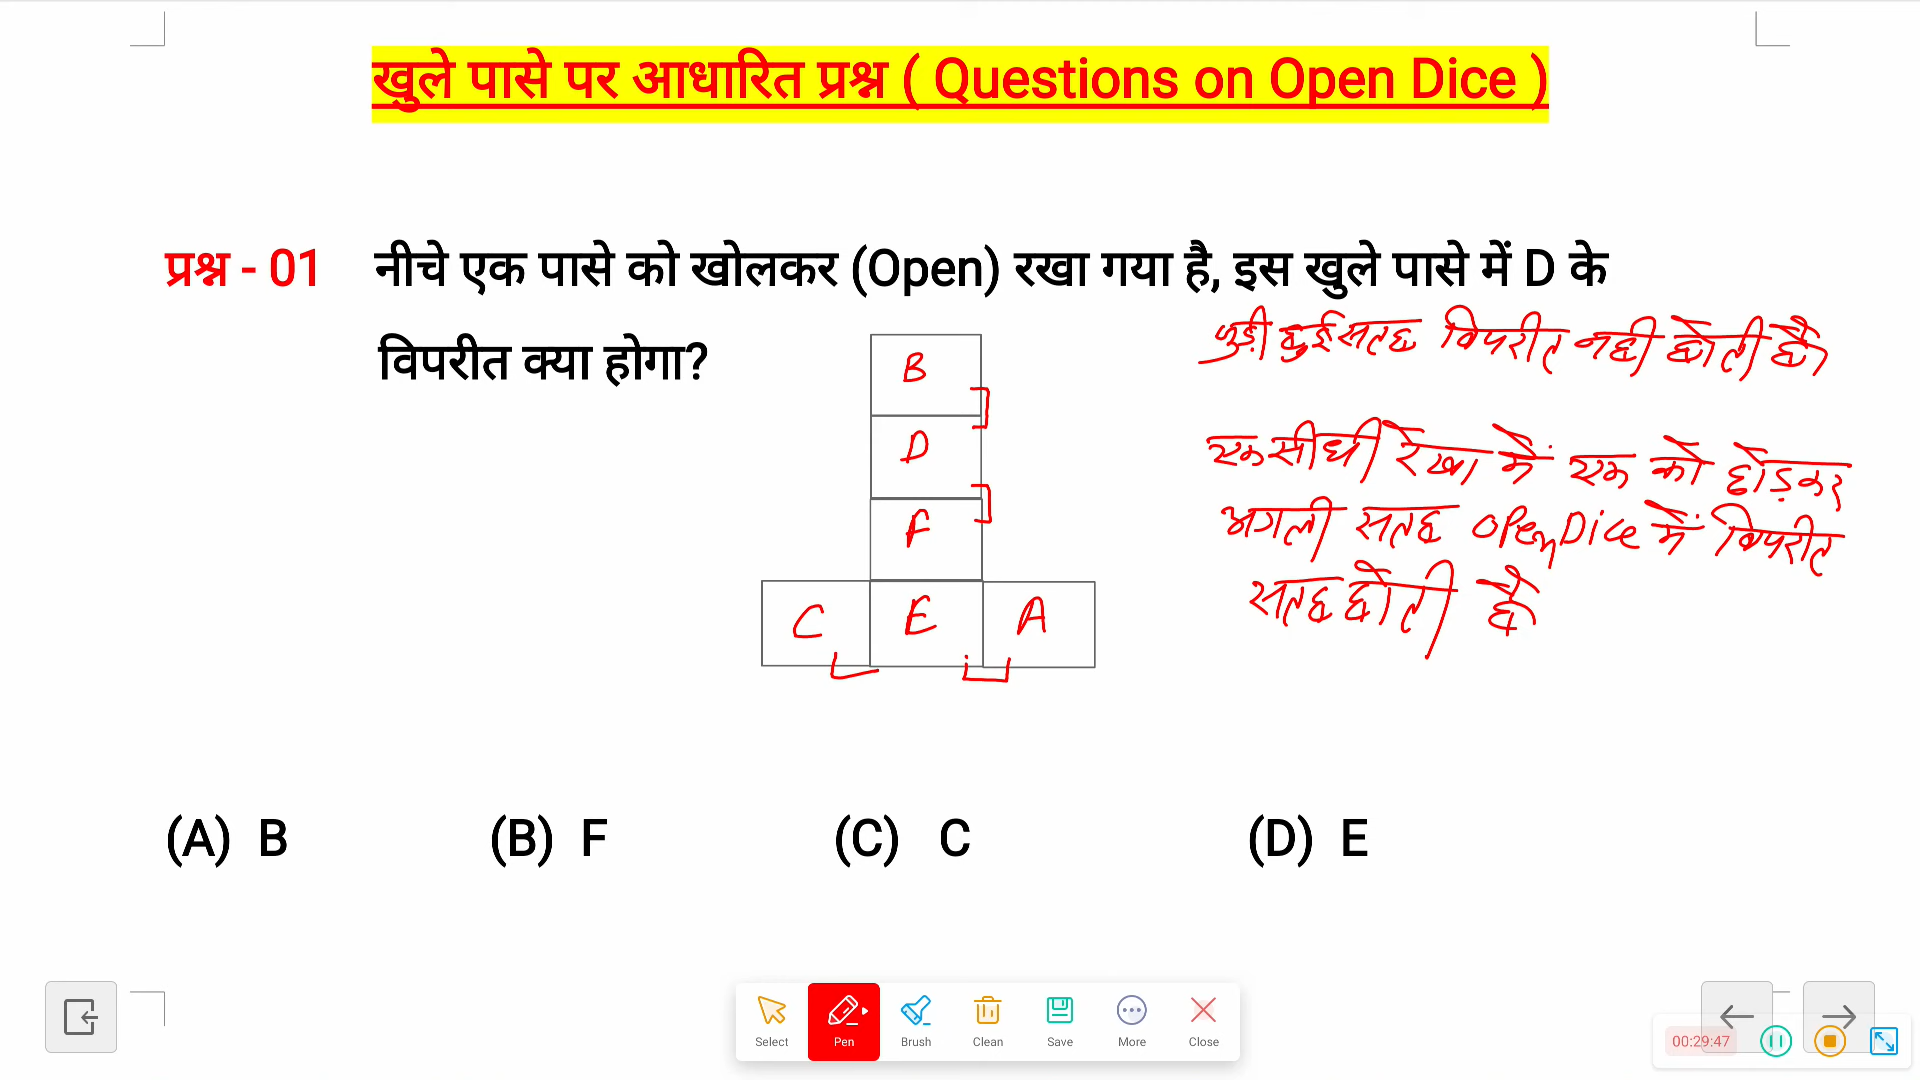 खुले पासे पर आधारित प्रश्न ( Questions on Open Dice )
प्रश्न - 01 नीचे एक पासे को खोलकर (Open) रखा गया है, इस खुले पासे में D के
विपरीत क्या होगा?
जुड़ी हुई सतह विपरीत नही होती है।
एक सीधी रेखा में एक को छोड़कर
अगली सतह open Dice में विपरीत
सतह होती है
B
D
F
C E A
(A) B (B) F (C) C (D) E
Select Pen Brush Clean Save More Close
00:29:47